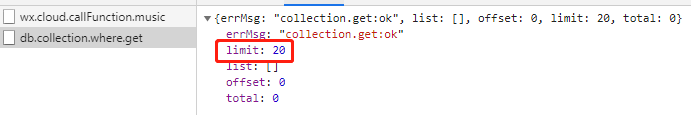 wx.cloud.callFunction.music
db.collection.where.get
▼{errMsg: "collection.get:ok", list: [], offset: 0, limit: 20, total: 0}
errMsg: "collection.get:ok"
limit: 20
list: []
offset: 0
total: 0